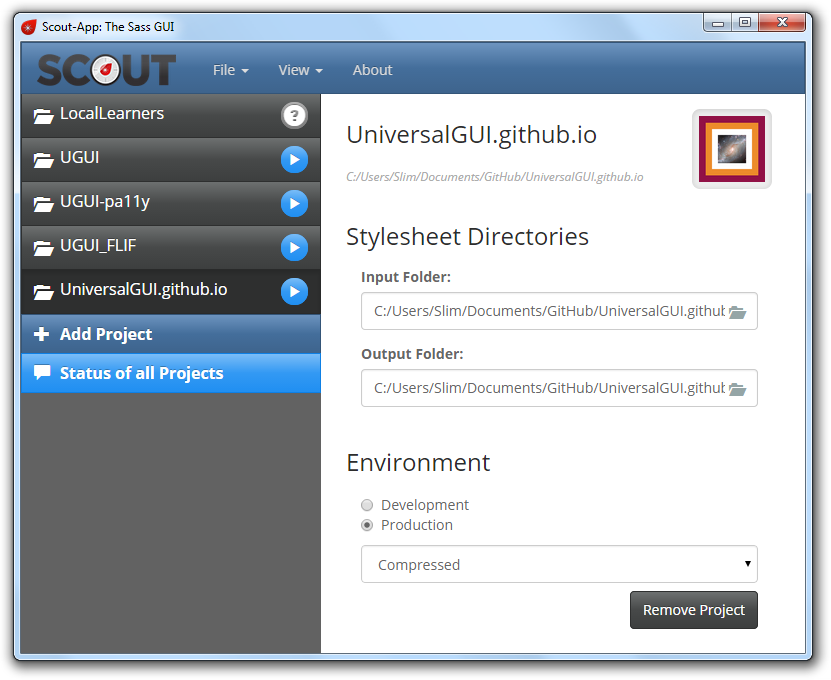 Scout-App: The Sass GUI
SCOUT File View About
LocalLearners
?
UGUI
UGUI-pa11y
UGUI_FLIF
UniversalGUI.github.io
Add Project
Status of all Projects
UniversalGUI.github.io
C:/Users/Slim/Documents/GitHub/UniversalGUI.github.io
Stylesheet Directories
Input Folder:
C:/Users/Slim/Documents/GitHub/UniversalGUI.github
Output Folder:
C:/Users/Slim/Documents/GitHub/UniversalGUI.github
Environment
Development
Production
Compressed
Remove Project